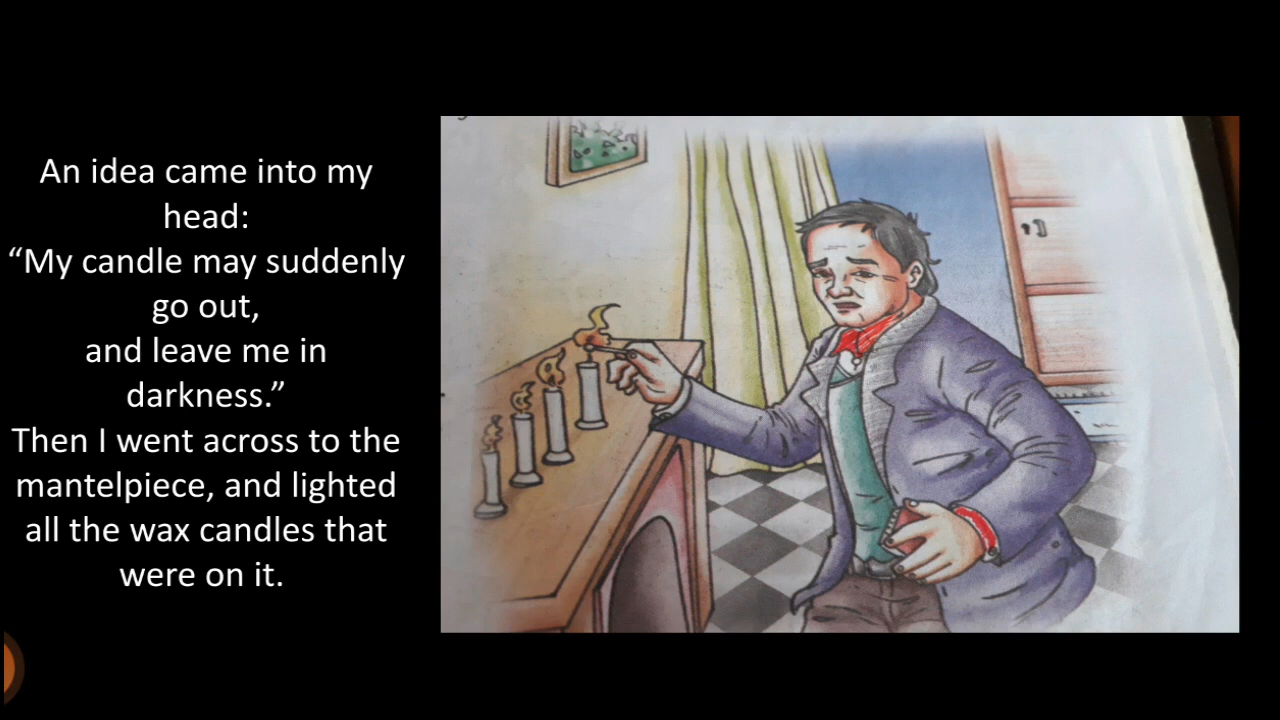 An idea came into my
head:
“My candle may suddenly
go out,
and leave me in
darkness.”
Then I went across to the
mantelpiece, and lighted
all the wax candles that
were on it.